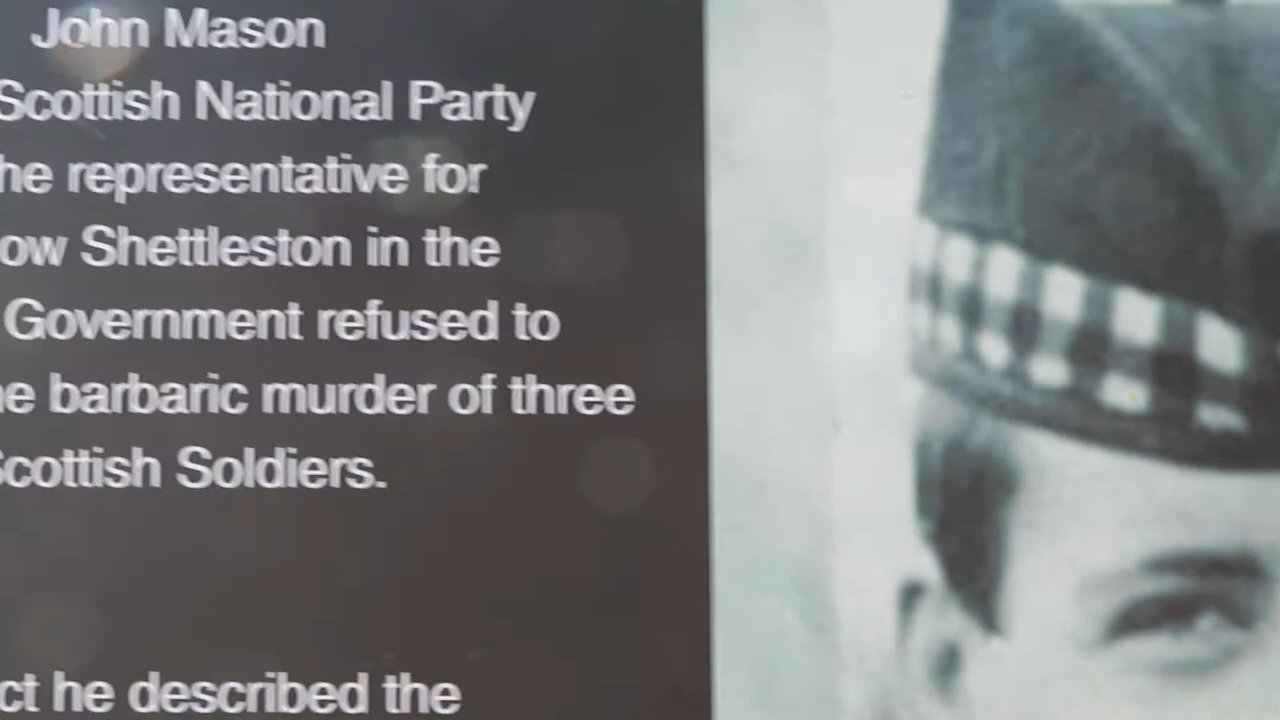 John Mason
Scottish National Party
he representative for
ow Shettleston in the
Government refused to
e barbaric murder of three
Scottish Soldiers.
ct he described the